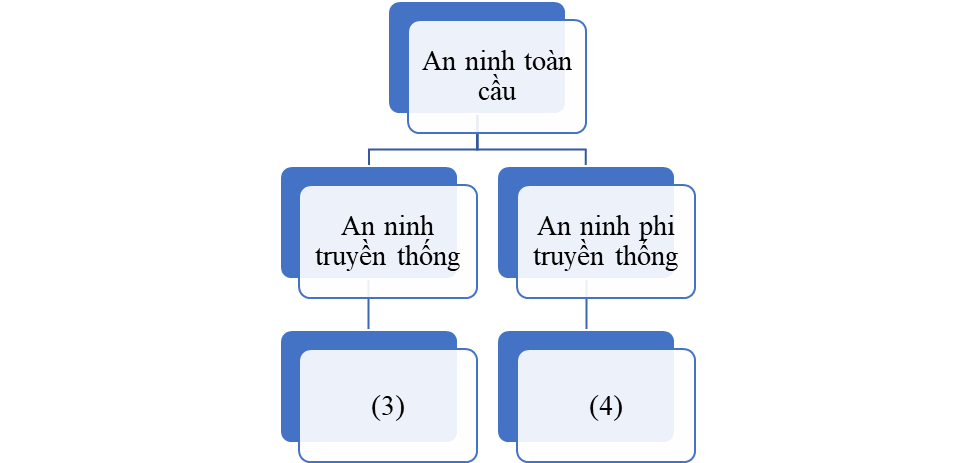 An ninh toàn
cầu
An ninh
truyền thống
An ninh phi
truyền thống
(3)
(4)